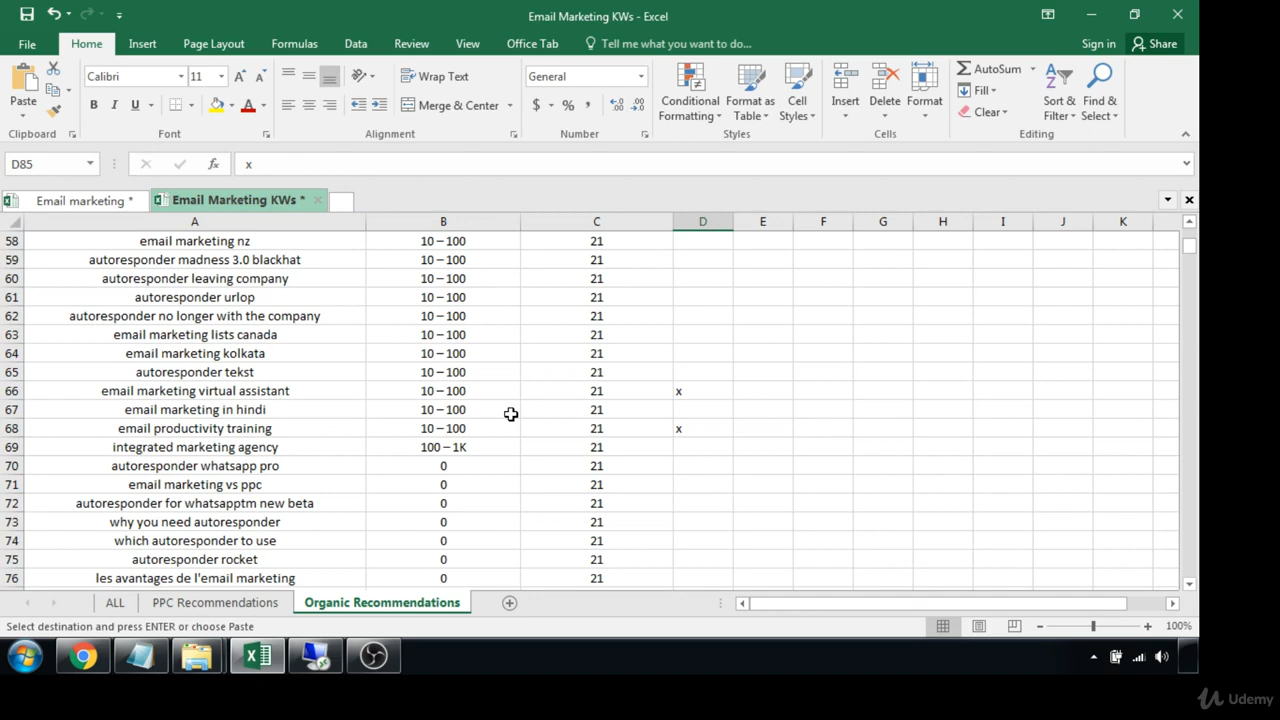 Email Marketing KWs - Excel
File Home Insert Page Layout Formulas Data Review View Office Tab Tell me what you want to do... Sign in Share
Calibri 11 Wrap Text General AutoSum
Paste B I U Merge & Center $ % Conditional Formatting Format as Table Cell Styles Insert Delete Format Fill Clear Sort & Filter Find & Select
Clipboard Font Alignment Number Styles Cells Editing
D85 fx x
Email marketing * Email Marketing KWs *
A B C D E F G H I J K
58 email marketing nz 10 – 100 21
59 autoresponder madness 3.0 blackhat 10 – 100 21
60 autoresponder leaving company 10 – 100 21
61 autoresponder urlop 10 – 100 21
62 autoresponder no longer with the company 10 – 100 21
63 email marketing lists canada 10 – 100 21
64 email marketing kolkata 10 – 100 21
65 autoresponder tekst 10 – 100 21
66 email marketing virtual assistant 10 – 100 21 x
67 email marketing in hindi 10 – 100 21
68 email productivity training 10 – 100 21 x
69 integrated marketing agency 100 – 1K 21
70 autoresponder whatsapp pro 0 21
71 email marketing vs ppc 0 21
72 autoresponder for whatsapptm new beta 0 21
73 why you need autoresponder 0 21
74 which autoresponder to use 0 21
75 autoresponder rocket 0 21
76 les avantages de l'email marketing 0 21
ALL PPC Recommendations Organic Recommendations
Select destination and press ENTER or choose Paste 100%
Udemy